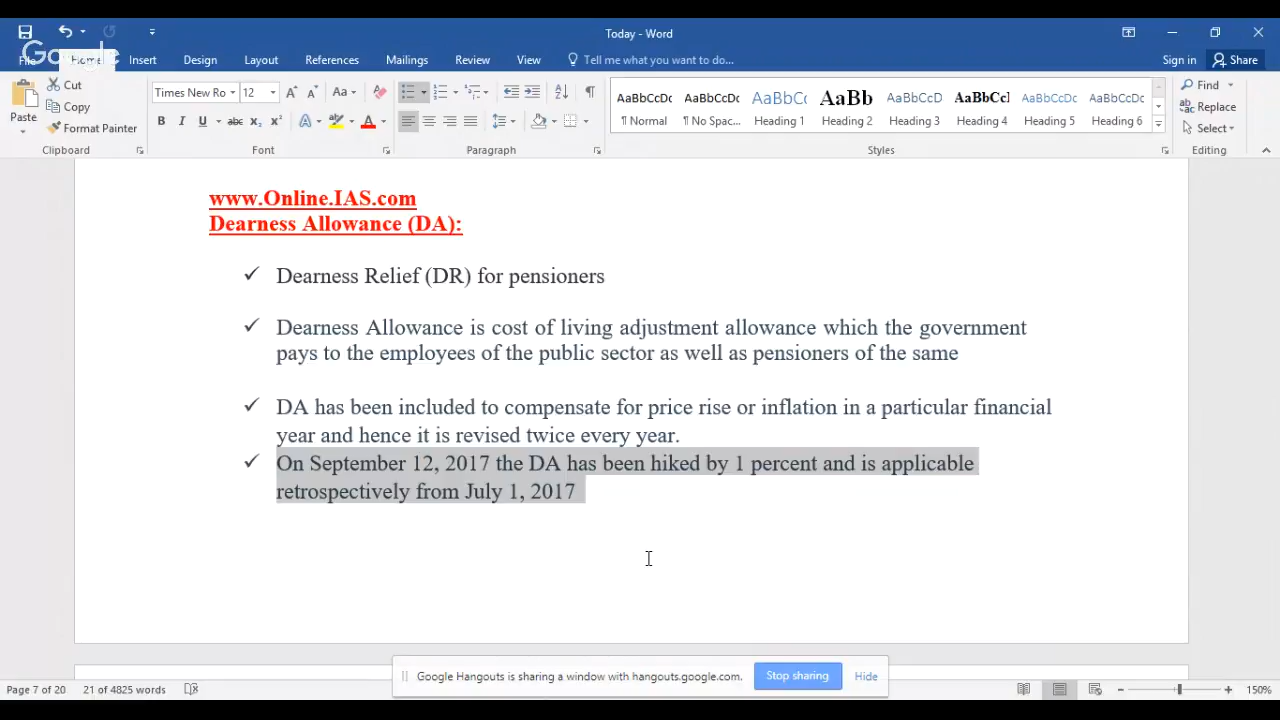 Today - Word
Google
File Home Insert Design Layout References Mailings Review View Tell me what you want to do... Sign in Share
Paste Cut Copy Format Painter Clipboard
Times New Ro 12 Aa
B I U abc X₂ X² A A
Font
Paragraph
AaBbCcDc AaBbCcDc AaBbCc AaBb AaBbCcD AaBbCcI AaBbCcDc AaBbCcDc
¶ Normal ¶ No Spac... Heading 1 Heading 2 Heading 3 Heading 4 Heading 5 Heading 6
Styles
Find
Replace
Select
Editing
www.Online.IAS.com
Dearness Allowance (DA):
✓ Dearness Relief (DR) for pensioners
✓ Dearness Allowance is cost of living adjustment allowance which the government
pays to the employees of the public sector as well as pensioners of the same
✓ DA has been included to compensate for price rise or inflation in a particular financial
year and hence it is revised twice every year.
✓ On September 12, 2017 the DA has been hiked by 1 percent and is applicable
retrospectively from July 1, 2017
Google Hangouts is sharing a window with hangouts.google.com. Stop sharing Hide
Page 7 of 20 21 of 4825 words 150%